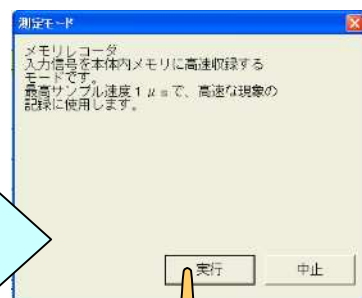 測定モード
メモリレコーダ
入力信号を本体内メモリに高速収録する
モードです。
最高サンプル速度1μsで、高速な現象の
記録に使用します。
実行
中止